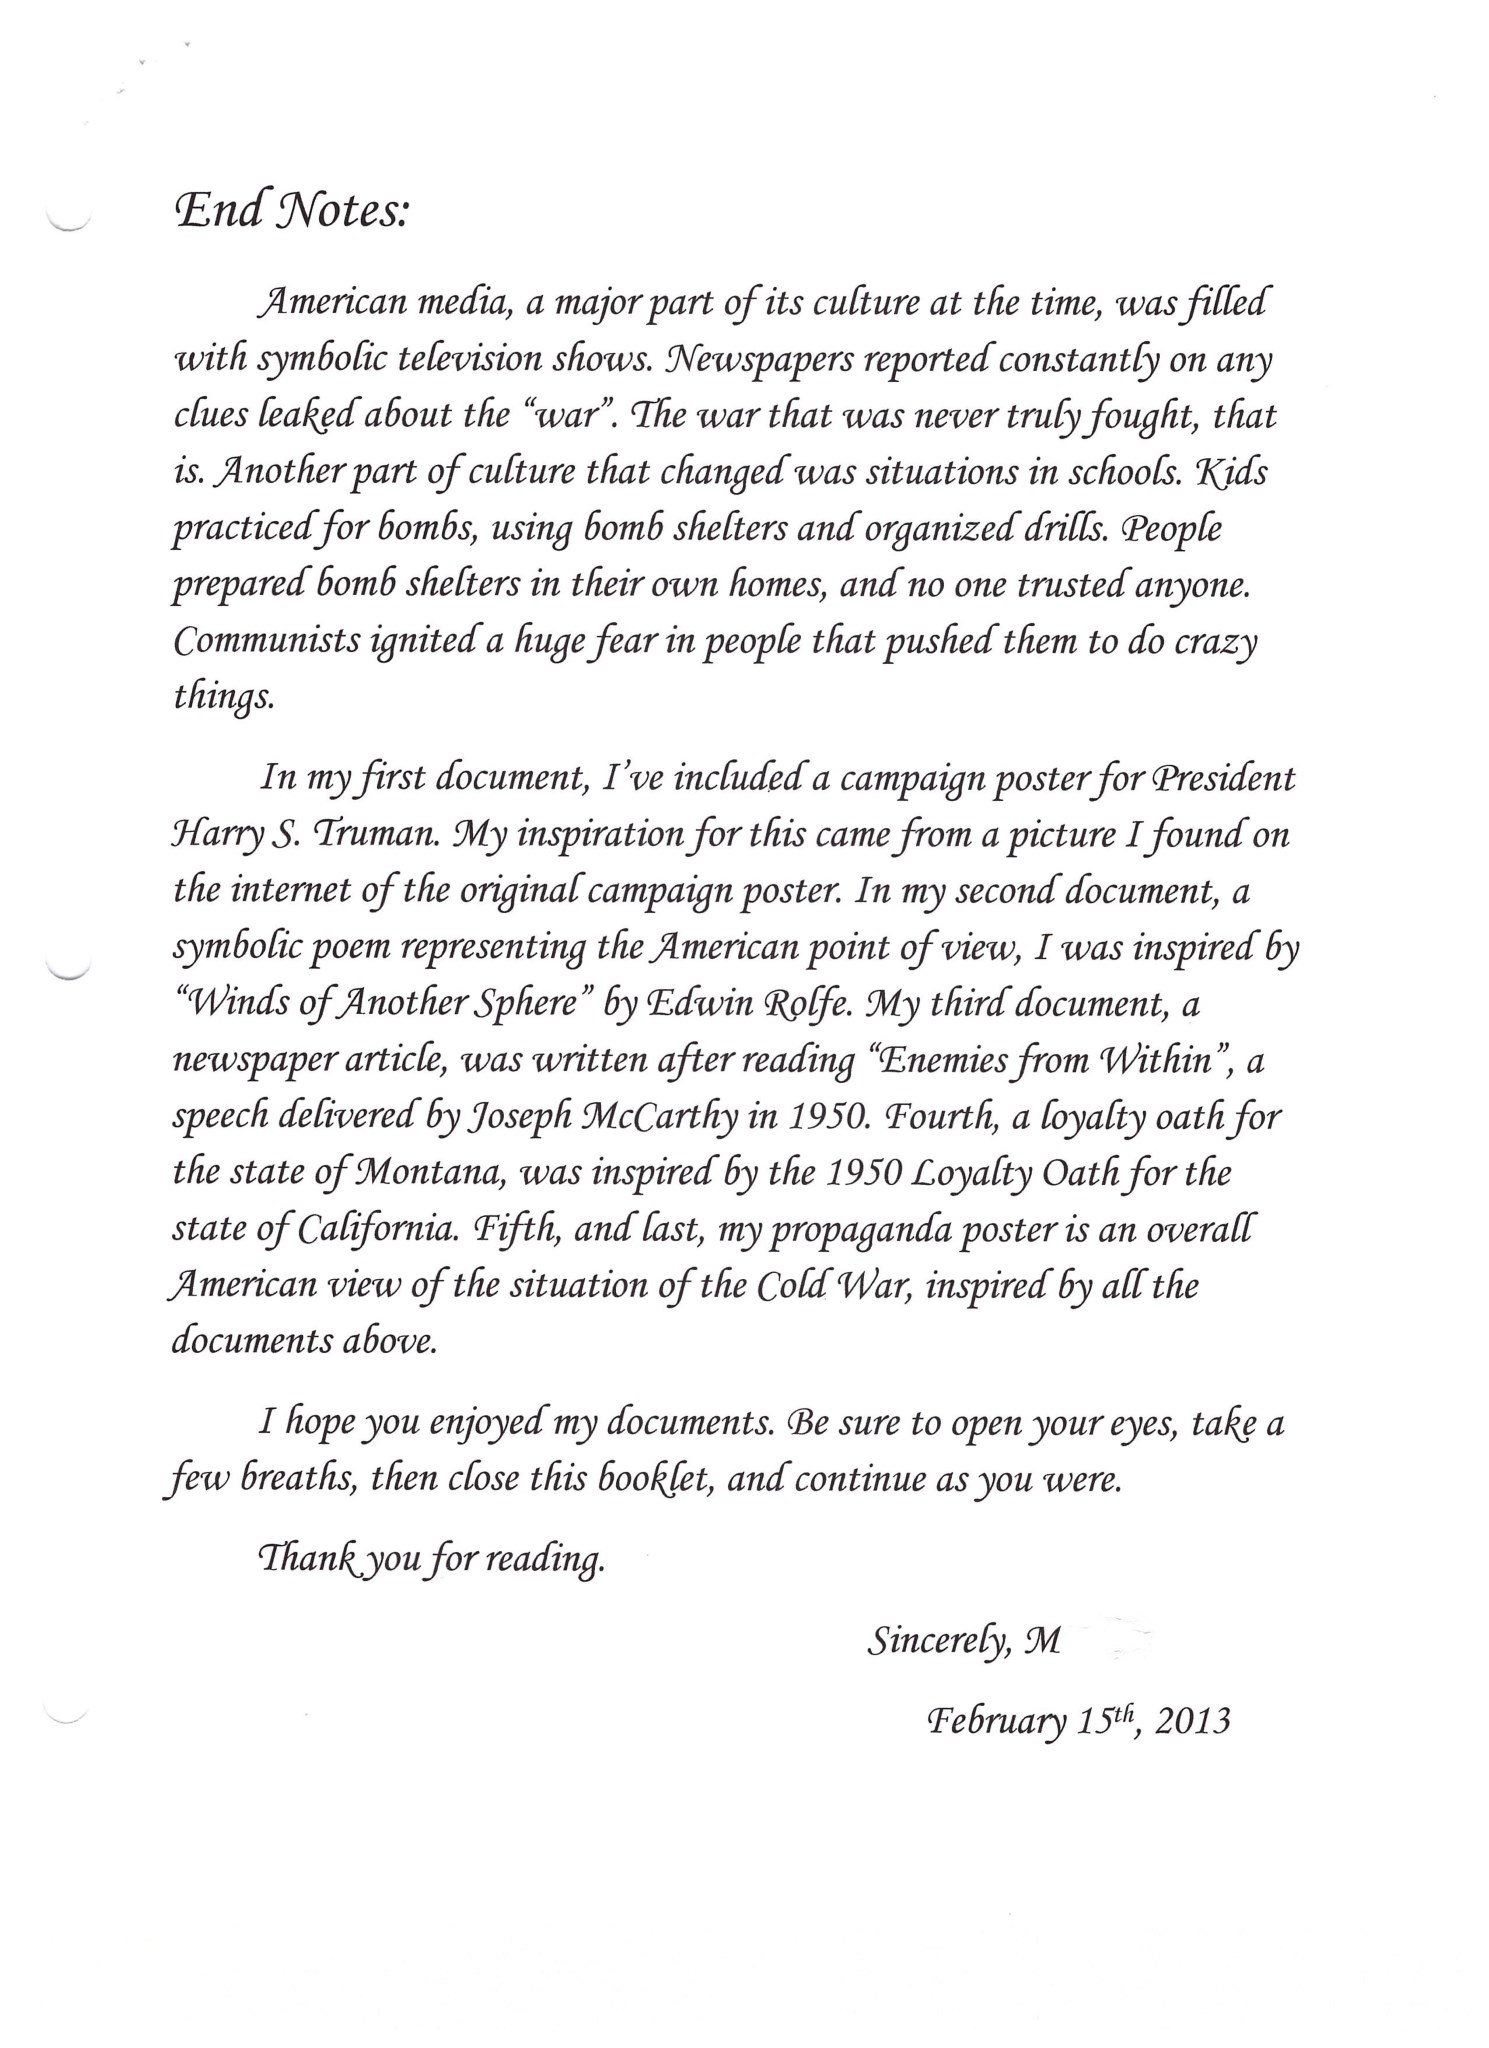 End Notes:
American media, a major part of its culture at the time, was filled
with symbolic television shows. Newspapers reported constantly on any
clues leaked about the “war”. The war that was never truly fought, that
is. Another part of culture that changed was situations in schools. Kids
practiced for bombs, using bomb shelters and organized drills. People
prepared bomb shelters in their own homes, and no one trusted anyone.
Communists ignited a huge fear in people that pushed them to do crazy
things.
In my first document, I’ve included a campaign poster for President
Harry S. Truman. My inspiration for this came from a picture I found on
the internet of the original campaign poster. In my second document, a
symbolic poem representing the American point of view, I was inspired by
“Winds of Another Sphere” by Edwin Rolfe. My third document, a
newspaper article, was written after reading “Enemies from Within”, a
speech delivered by Joseph McCarthy in 1950. Fourth, a loyalty oath for
the state of Montana, was inspired by the 1950 Loyalty Oath for the
state of California. Fifth, and last, my propaganda poster is an overall
American view of the situation of the Cold War, inspired by all the
documents above.
I hope you enjoyed my documents. Be sure to open your eyes, take a
few breaths, then close this booklet, and continue as you were.
Thank you for reading.
Sincerely, M
February 15th, 2013